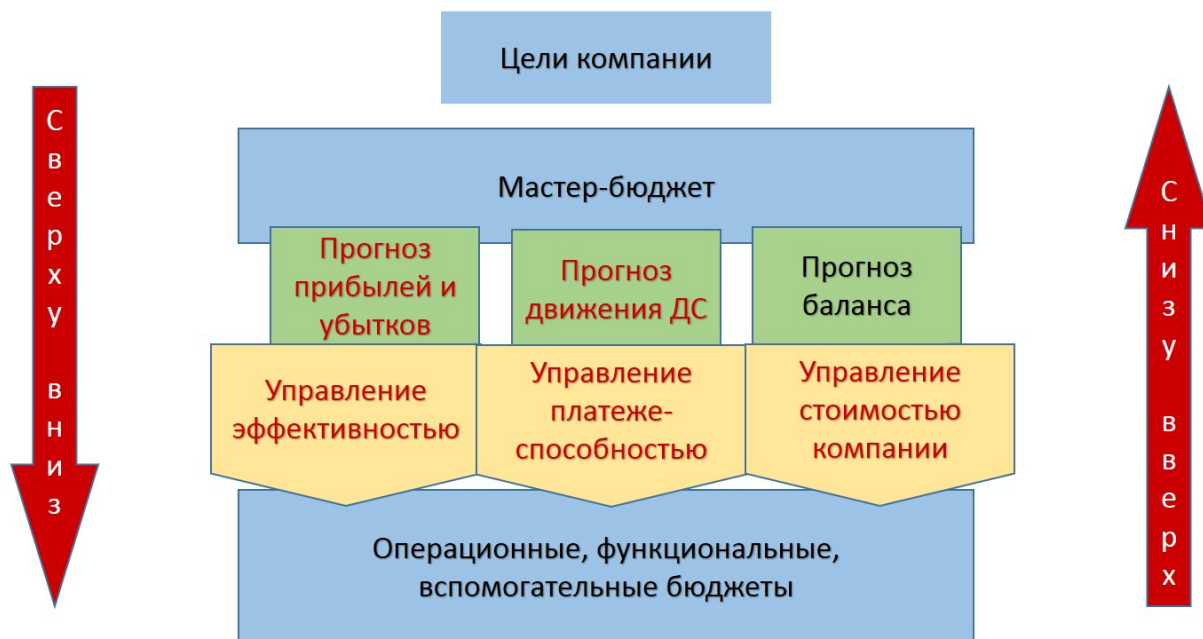 Цели компании
Сверху вниз
Снизу вверх
Мастер-бюджет
Прогноз
прибылей и
убытков
Прогноз
движения ДС
Прогноз
баланса
Управление
эффективностью
Управление
платеже-
способностью
Управление
стоимостью
компании
Операционные, функциональные,
вспомогательные бюджеты